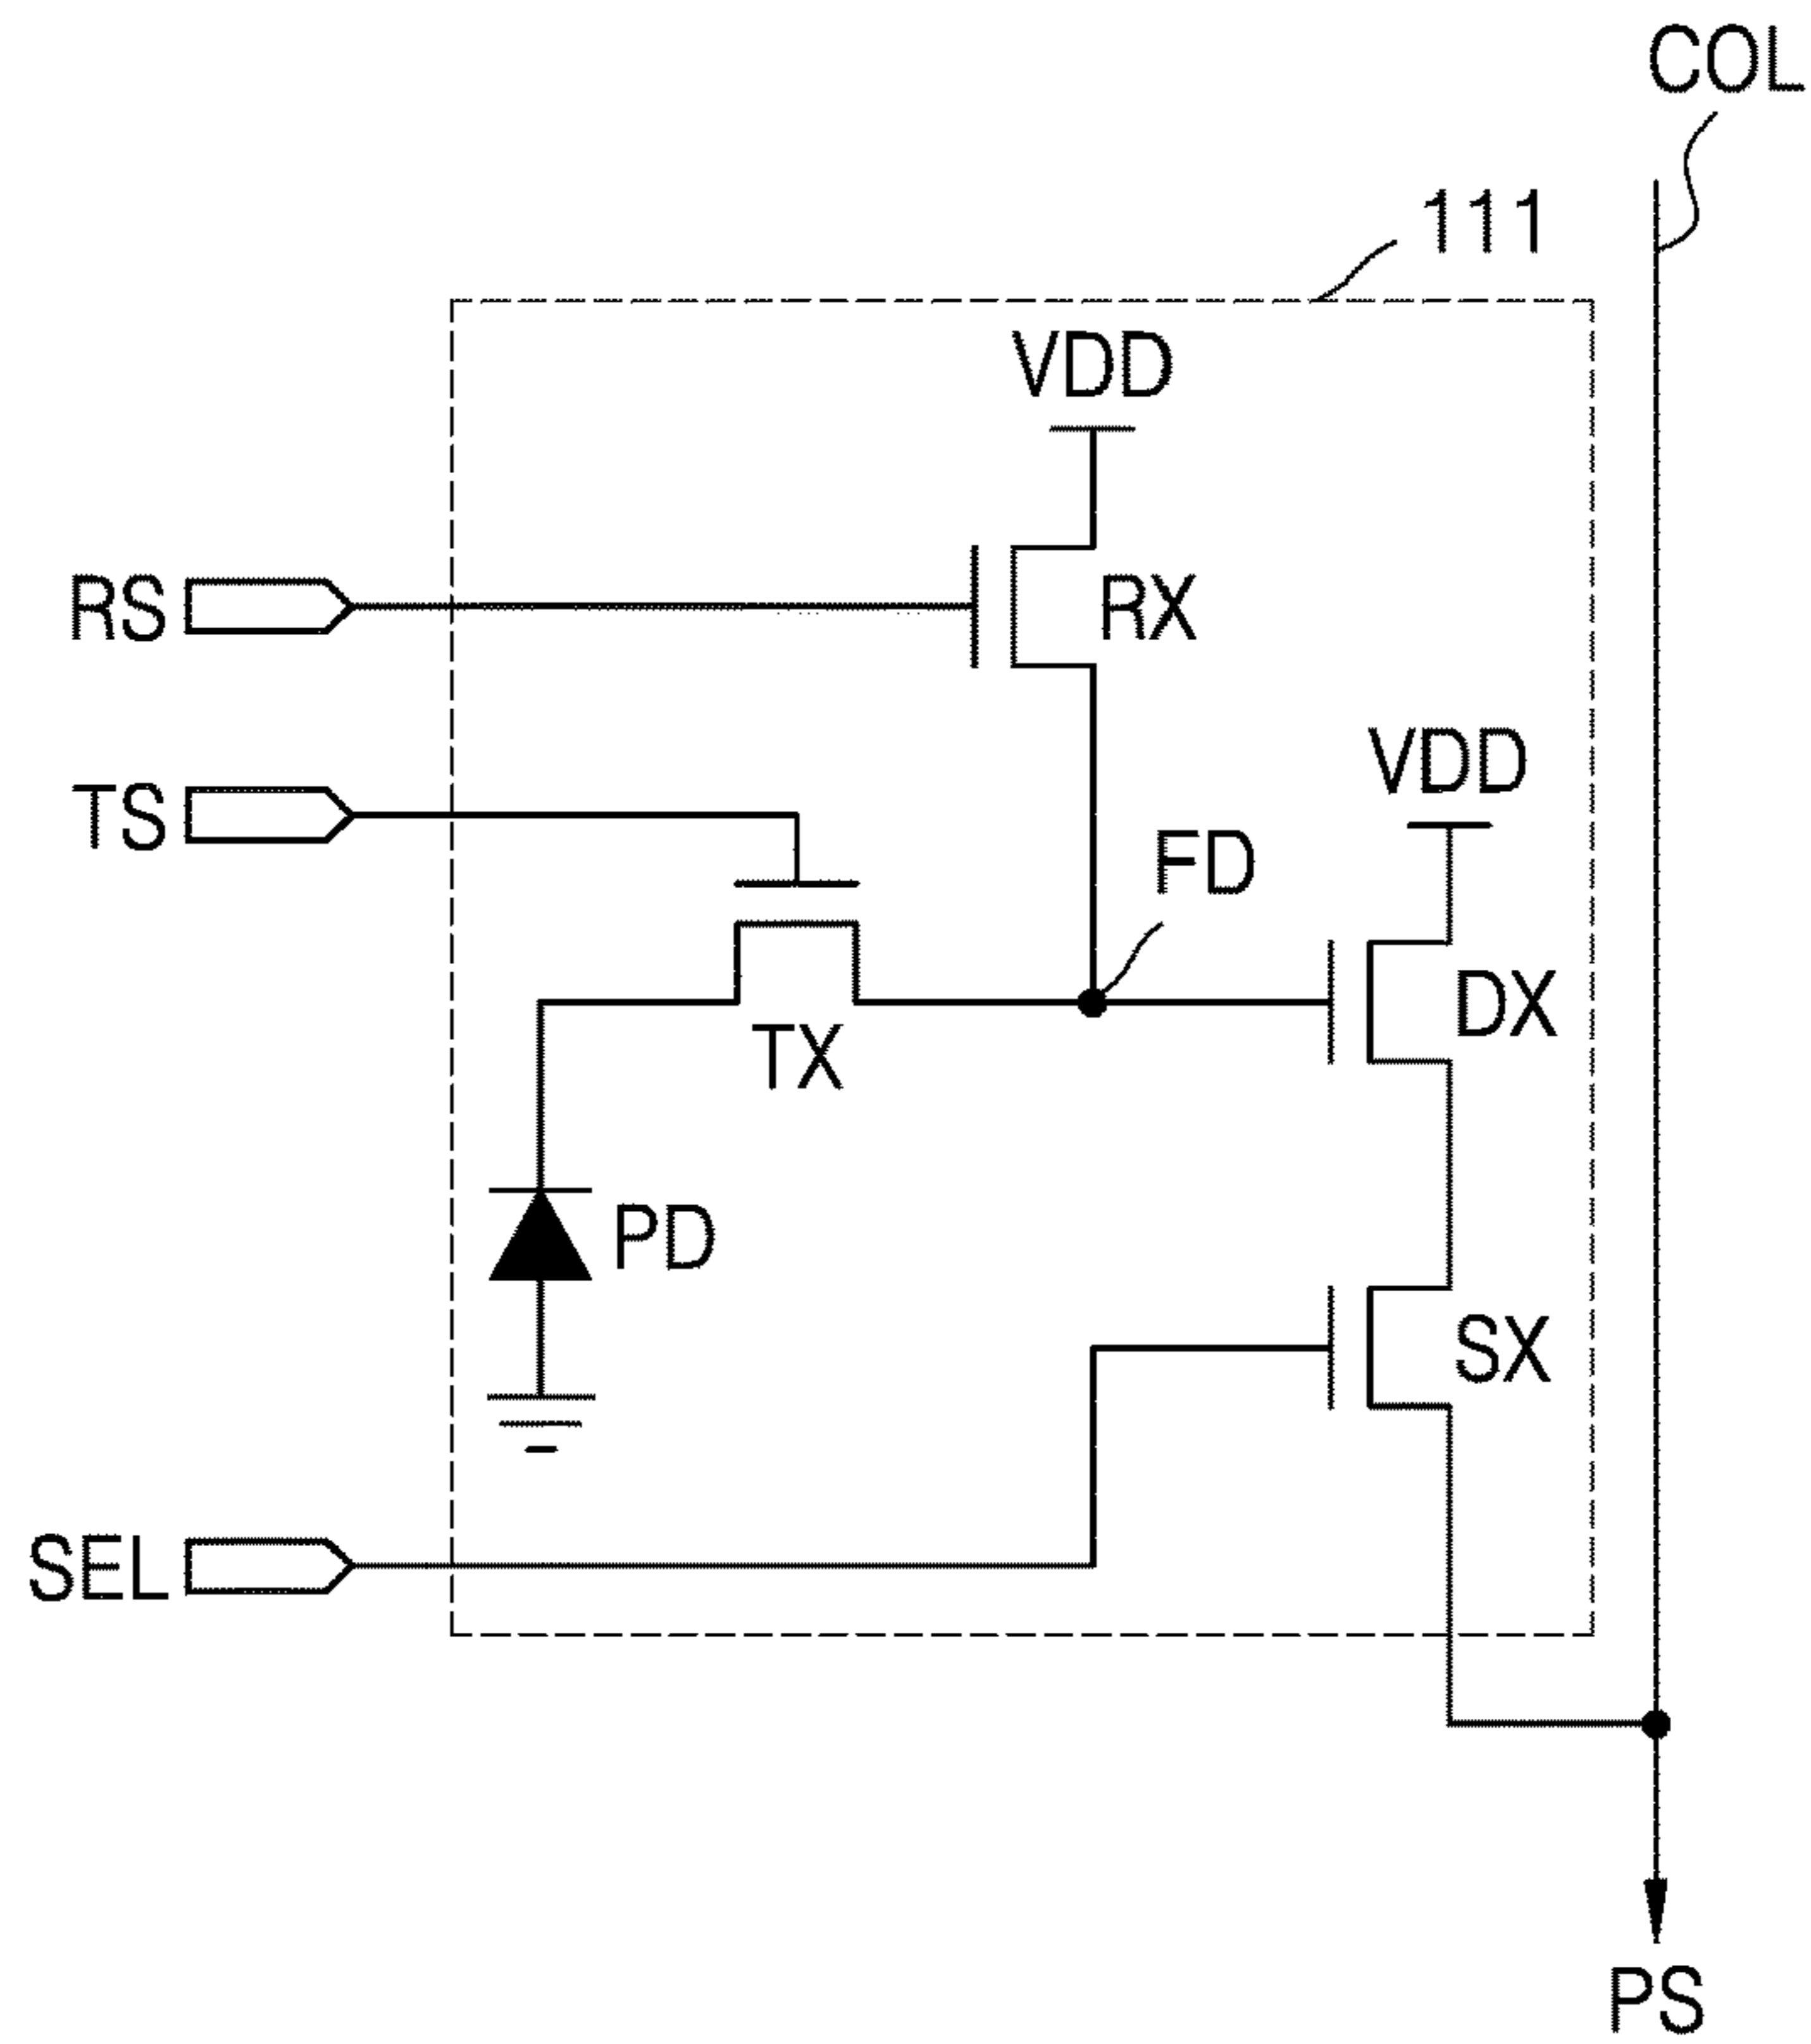 COL
111
VDD
RS
RX
TS
VDD
FD
DX
TX
PD
SX
SEL
PS